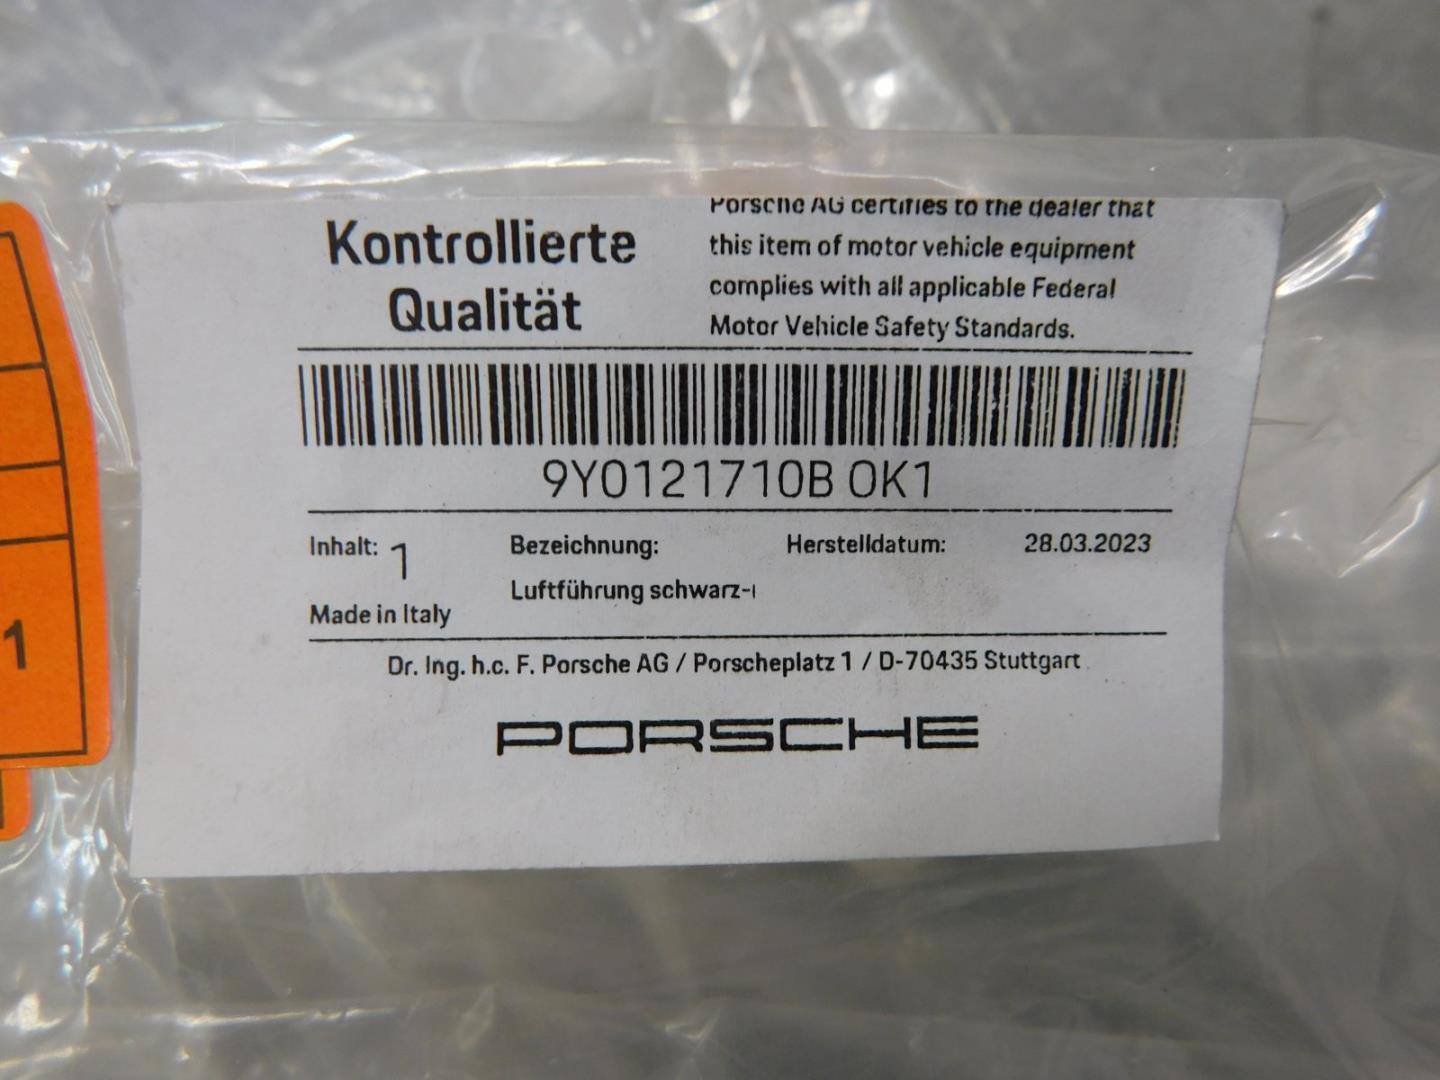 Kontrollierte
Qualität
Porsche AG certifies to the dealer that
this item of motor vehicle equipment
complies with all applicable Federal
Motor Vehicle Safety Standards.
9Y0121710B OK1
Inhalt: 1
Bezeichnung:
Herstelldatum: 28.03.2023
Luftführung schwarz-
Made in Italy
Dr. Ing. h.c. F. Porsche AG / Porscheplatz 1 / D-70435 Stuttgart
PORSCHE
1